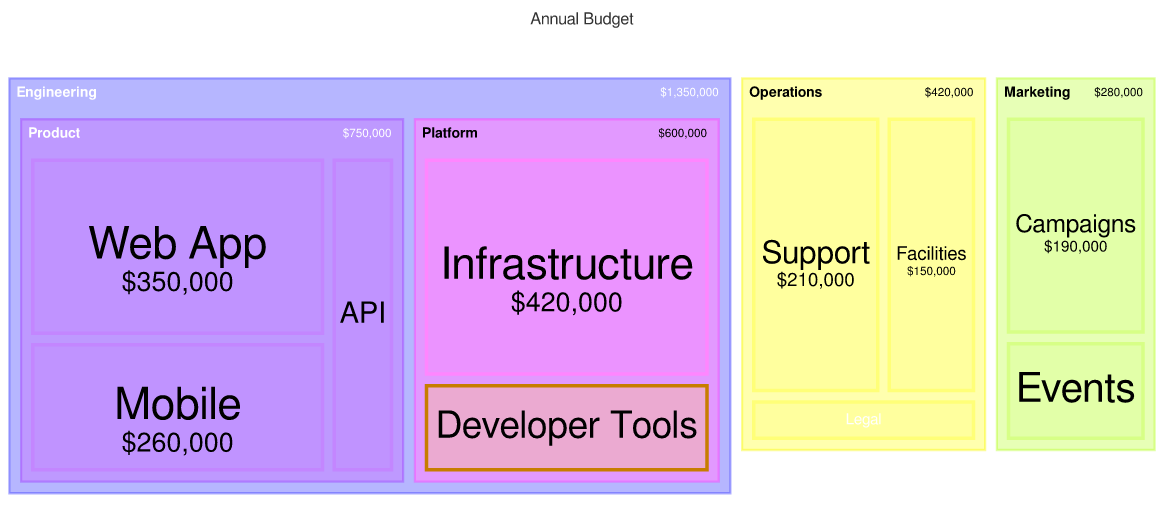 Annual Budget
Engineering $1,350,000
Product $750,000
Web App
$350,000
Mobile
$260,000
API
Platform $600,000
Infrastructure
$420,000
Developer Tools
Operations $420,000
Support
$210,000
Facilities
$150,000
Legal
Marketing $280,000
Campaigns
$190,000
Events